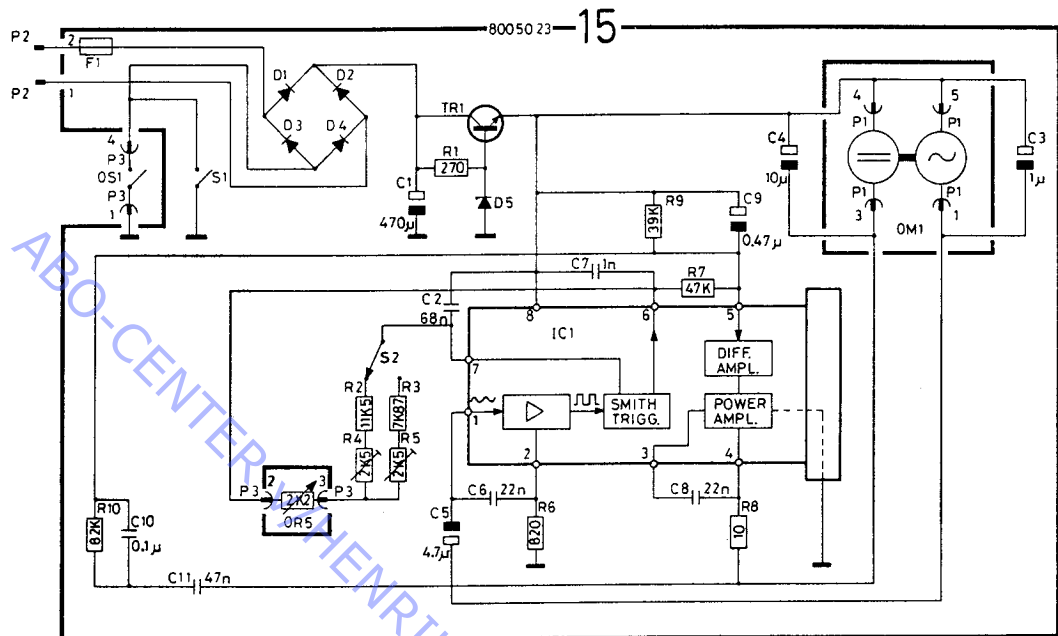 8005023
15
P2
2
F1
P2
1
4
P3
OS1
P3
1
S1
D1
D2
D3
D4
TR1
R1
270
C1
470µ
D5
C4
10µ
4
5
P1
P1
P1
P1
3
1
OM1
C3
1µ
R9
39K
C9
0.47µ
C7
1n
R7
47K
C2
68n
8
6
5
IC1
7
S2
R2
11K5
R3
7K87
R4
2K5
R5
2K5
1
SMITH
TRIGG.
DIFF.
AMPL.
POWER
AMPL.
2
3
4
P3
2
3
P3
2K2
OR5
R10
82K
C10
0.1µ
C6
22n
C5
4.7µ
R6
820
C8
22n
R8
10
C11
47n
ABO-CENTER v/HENRI